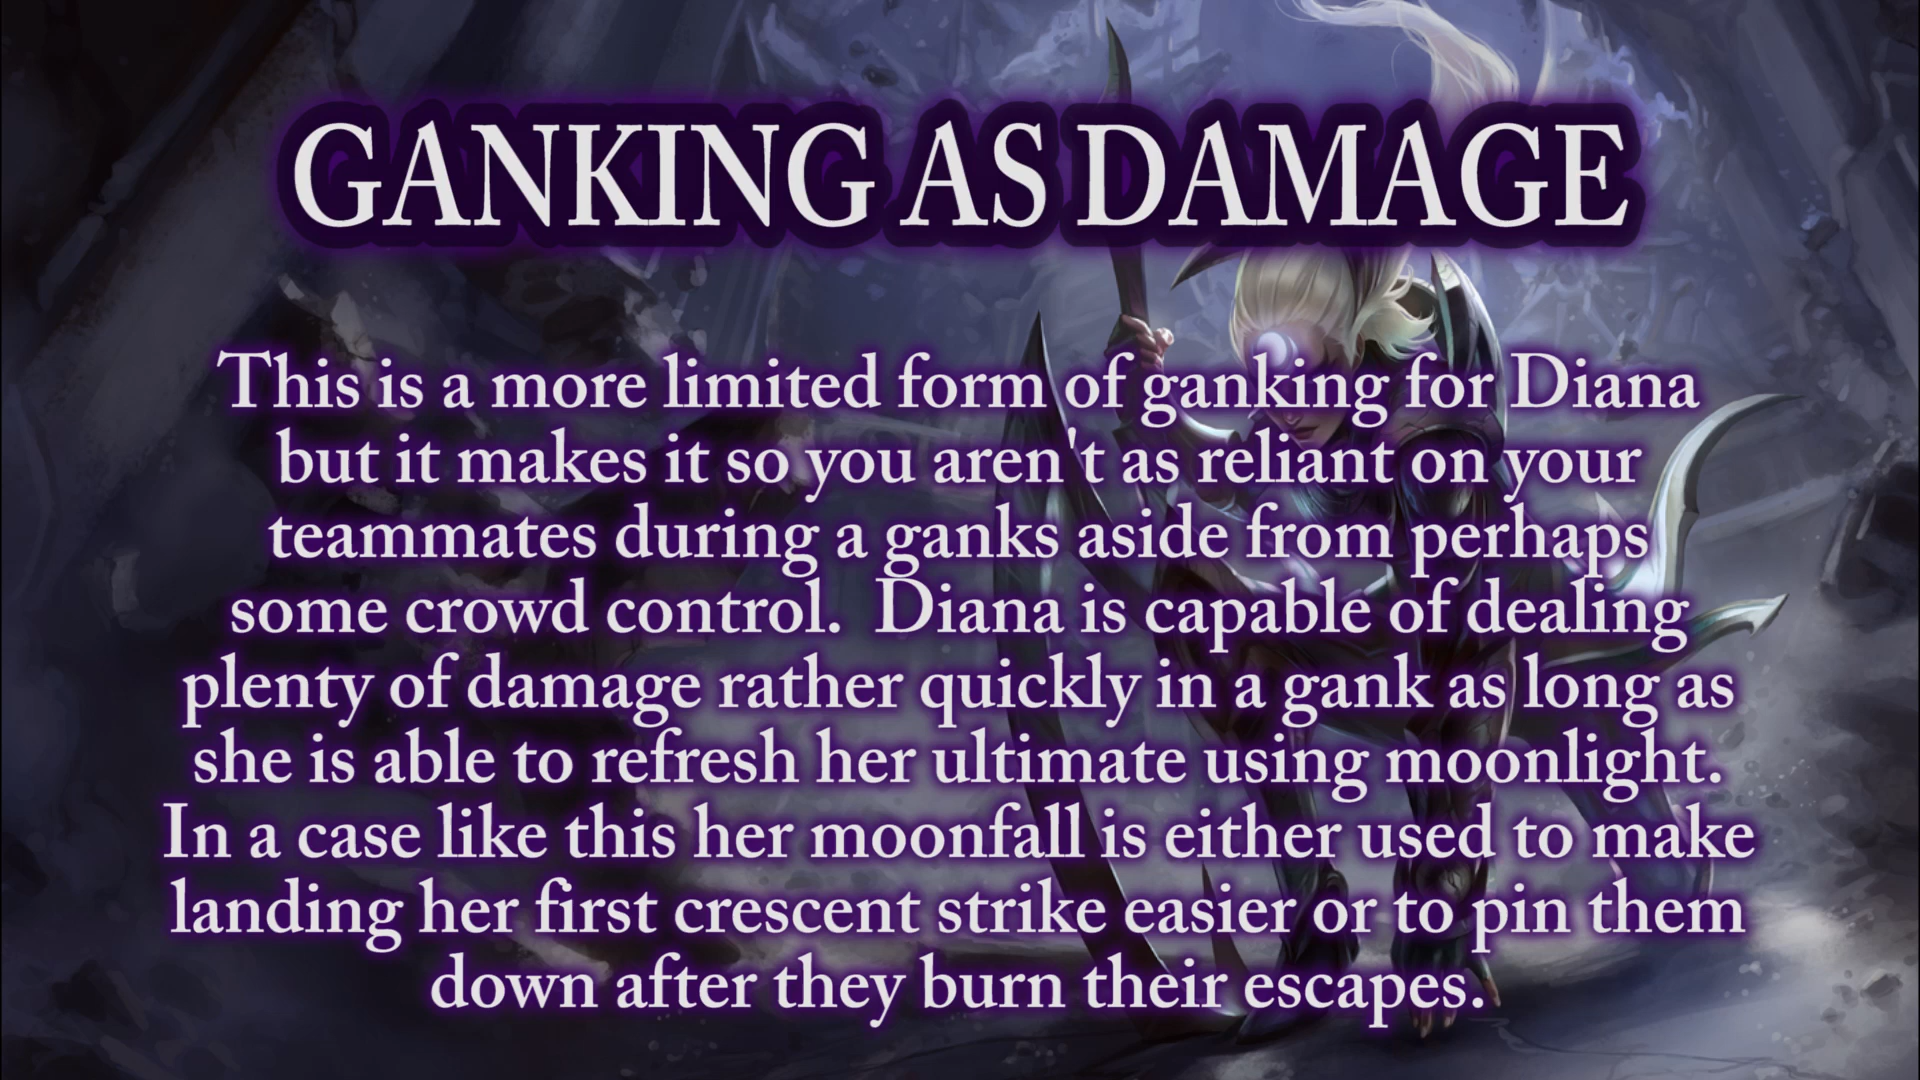 GANKING AS DAMAGE
This is a more limited form of ganking for Diana
but it makes it so you aren't as reliant on your
teammates during a ganks aside from perhaps
some crowd control.  Diana is capable of dealing
plenty of damage rather quickly in a gank as long as
she is able to refresh her ultimate using moonlight.
In a case like this her moonfall is either used to make
landing her first crescent strike easier or to pin them
down after they burn their escapes.